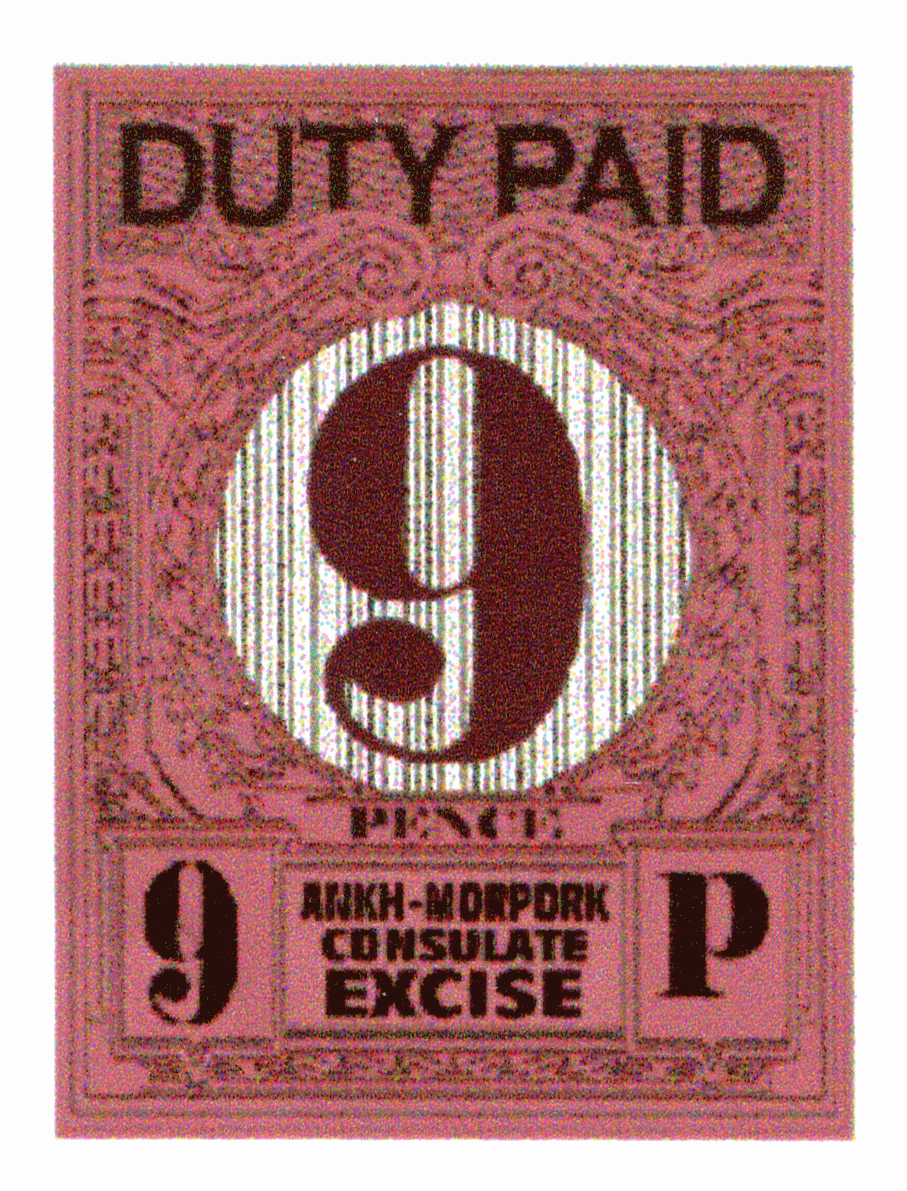 DUTY PAID
9
PENCE
9
ANKH-MORPORK
CONSULATE
EXCISE
P